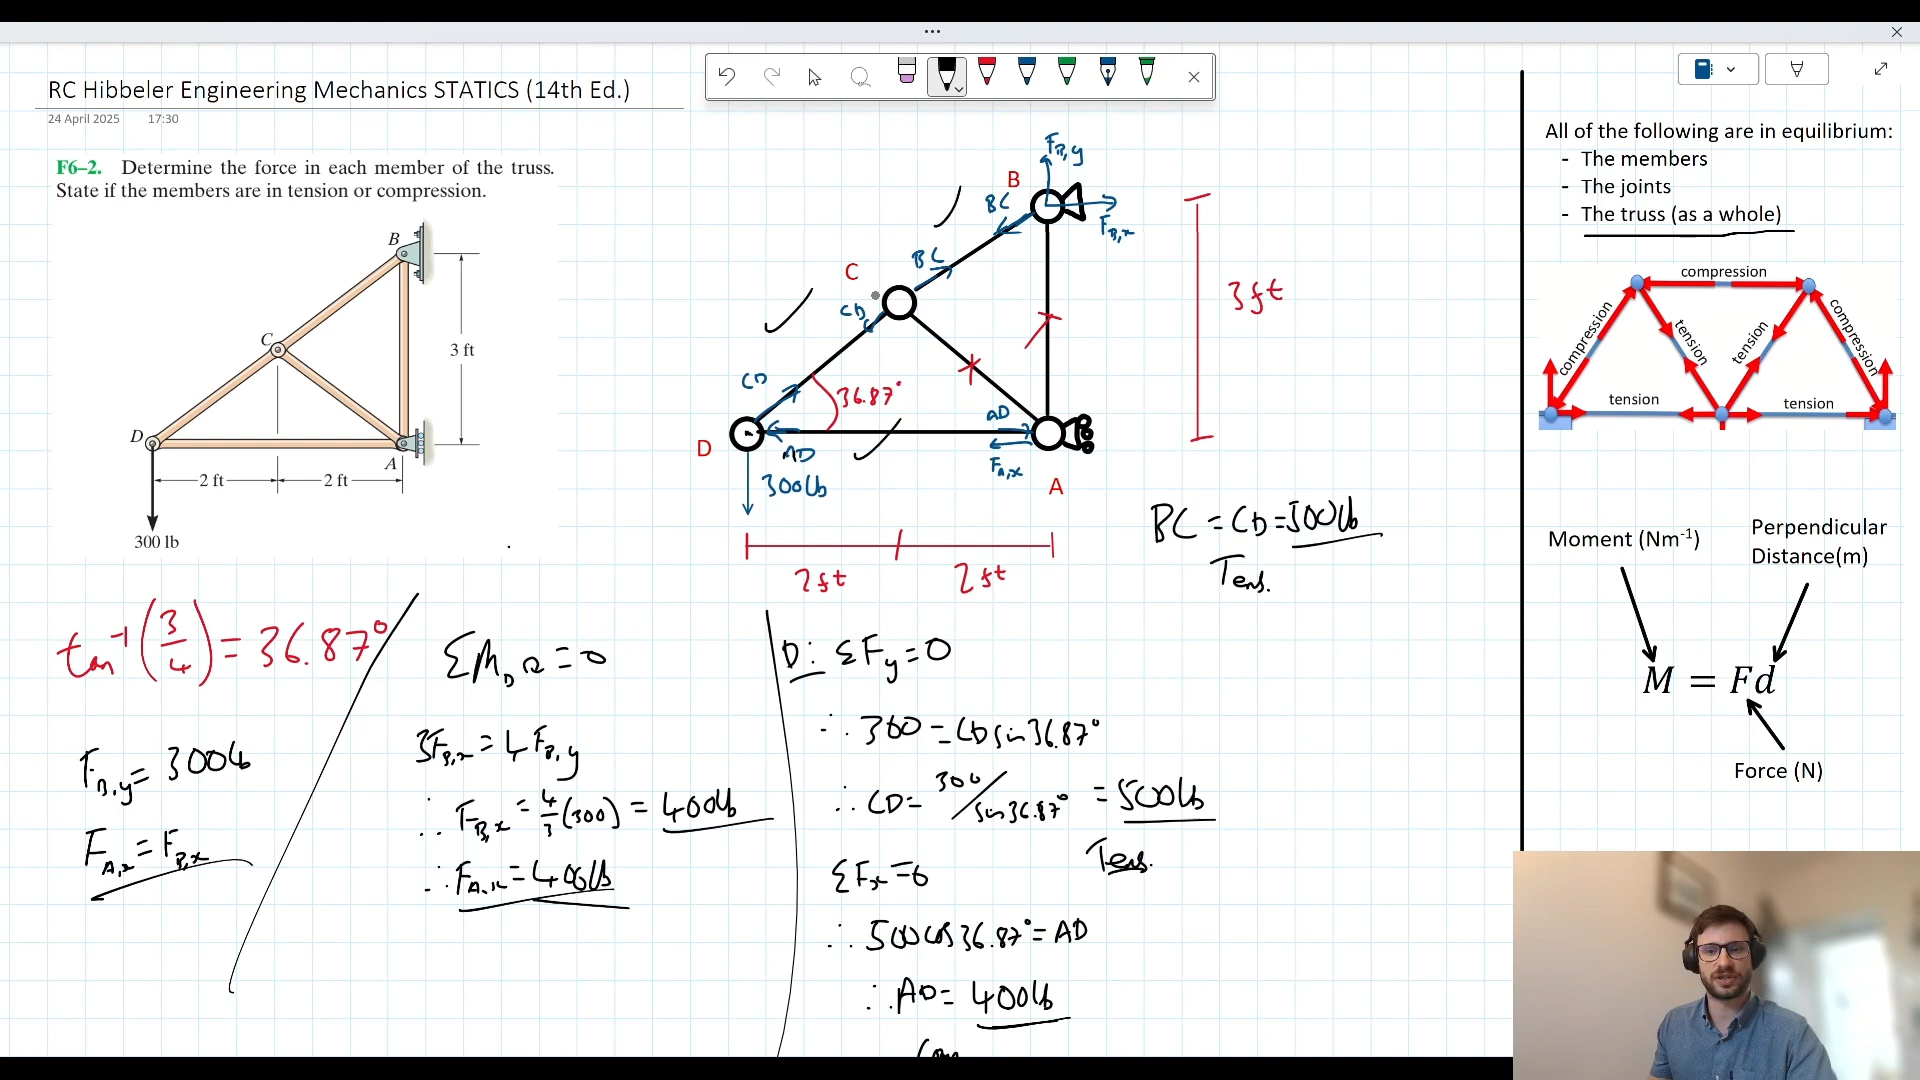 RC Hibbeler Engineering Mechanics STATICS (14th Ed.)
24 April 2025 17:30
F6–2. Determine the force in each member of the truss.
State if the members are in tension or compression.
B
C
3 ft
D
A
2 ft
2 ft
300 lb
F_B,y
B
BC
F_B,x
BC
C
CD
3ft
CD
36.87°
AD
D
AD
F_A,x
300lb
A
2ft
2ft
BC = CD = 500lb
Tens.
tan⁻¹(3/4) = 36.87°
F_B,y = 300lb
F_A,x = F_B,x
ΣM_D = 0
3F_B,x = 4F_B,y
∴ F_B,x = 4/3 (300) = 400lb
∴ F_A,x = 400lb
D: ΣFy = 0
∴ 300 = CD sin 36.87°
∴ CD = 300/sin 36.87° = 500lb
Tens.
ΣFx = 0
∴ 500 cos 36.87° = AD
∴ AD = 400lb
All of the following are in equilibrium:
- The members
- The joints
- The truss (as a whole)
compression
compression
tension
tension
compression
tension
tension
Moment (Nm⁻¹)
Perpendicular
Distance(m)
M = Fd
Force (N)